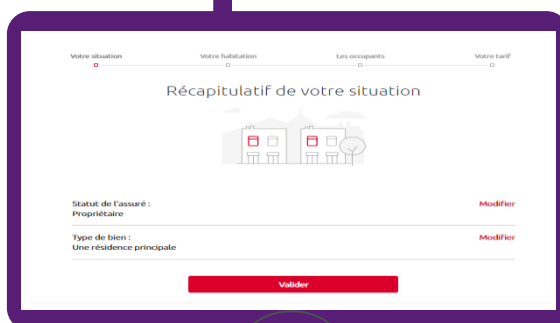 Votre situation Votre habitation Les occupants Votre tarif
Récapitulatif de votre situation
Statut de l'assuré : Modifier
Propriétaire
Type de bien : Modifier
Une résidence principale
Valider